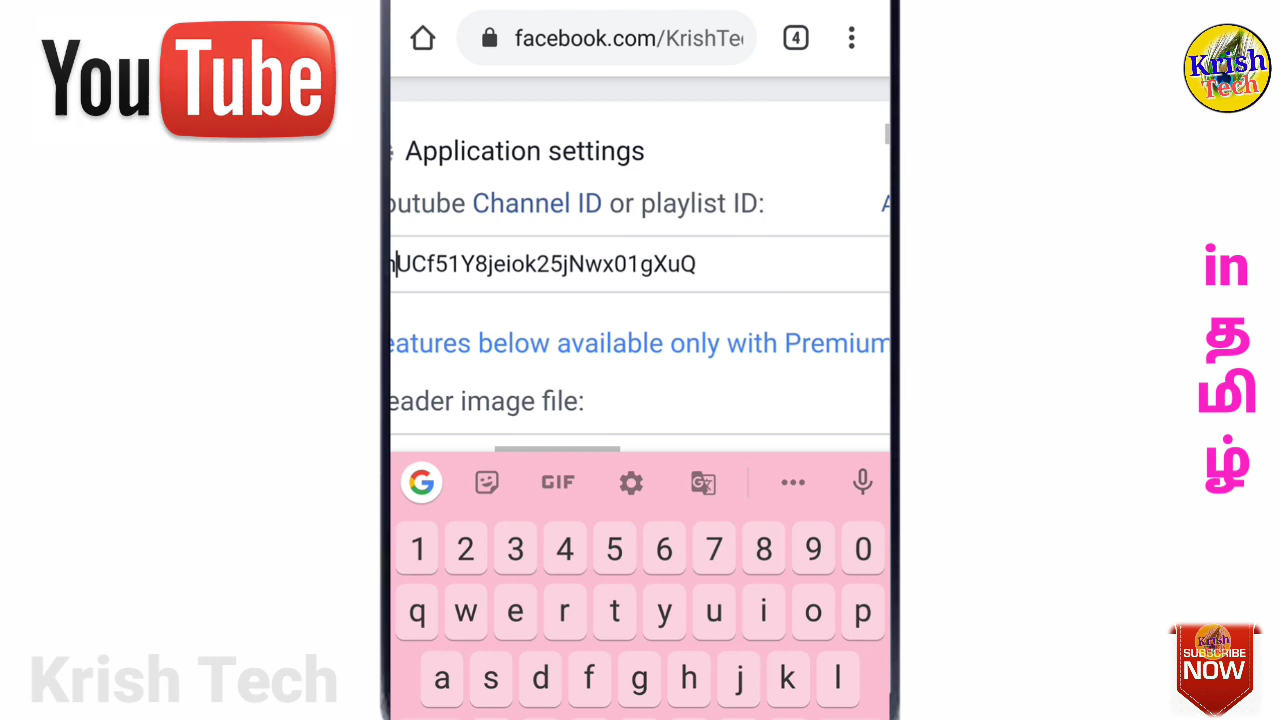 YouTube
facebook.com/KrishTe
4
Krish
Tech
Application settings
outube Channel ID or playlist ID:
UCf51Y8jeiok25jNwx01gXuQ
eatures below available only with Premium
eader image file:
in
த
மி
ழ்
G GIF
1 2 3 4 5 6 7 8 9 0
q w e r t y u i o p
a s d f g h j k l
Krish Tech
Krish
SUBSCRIBE
NOW